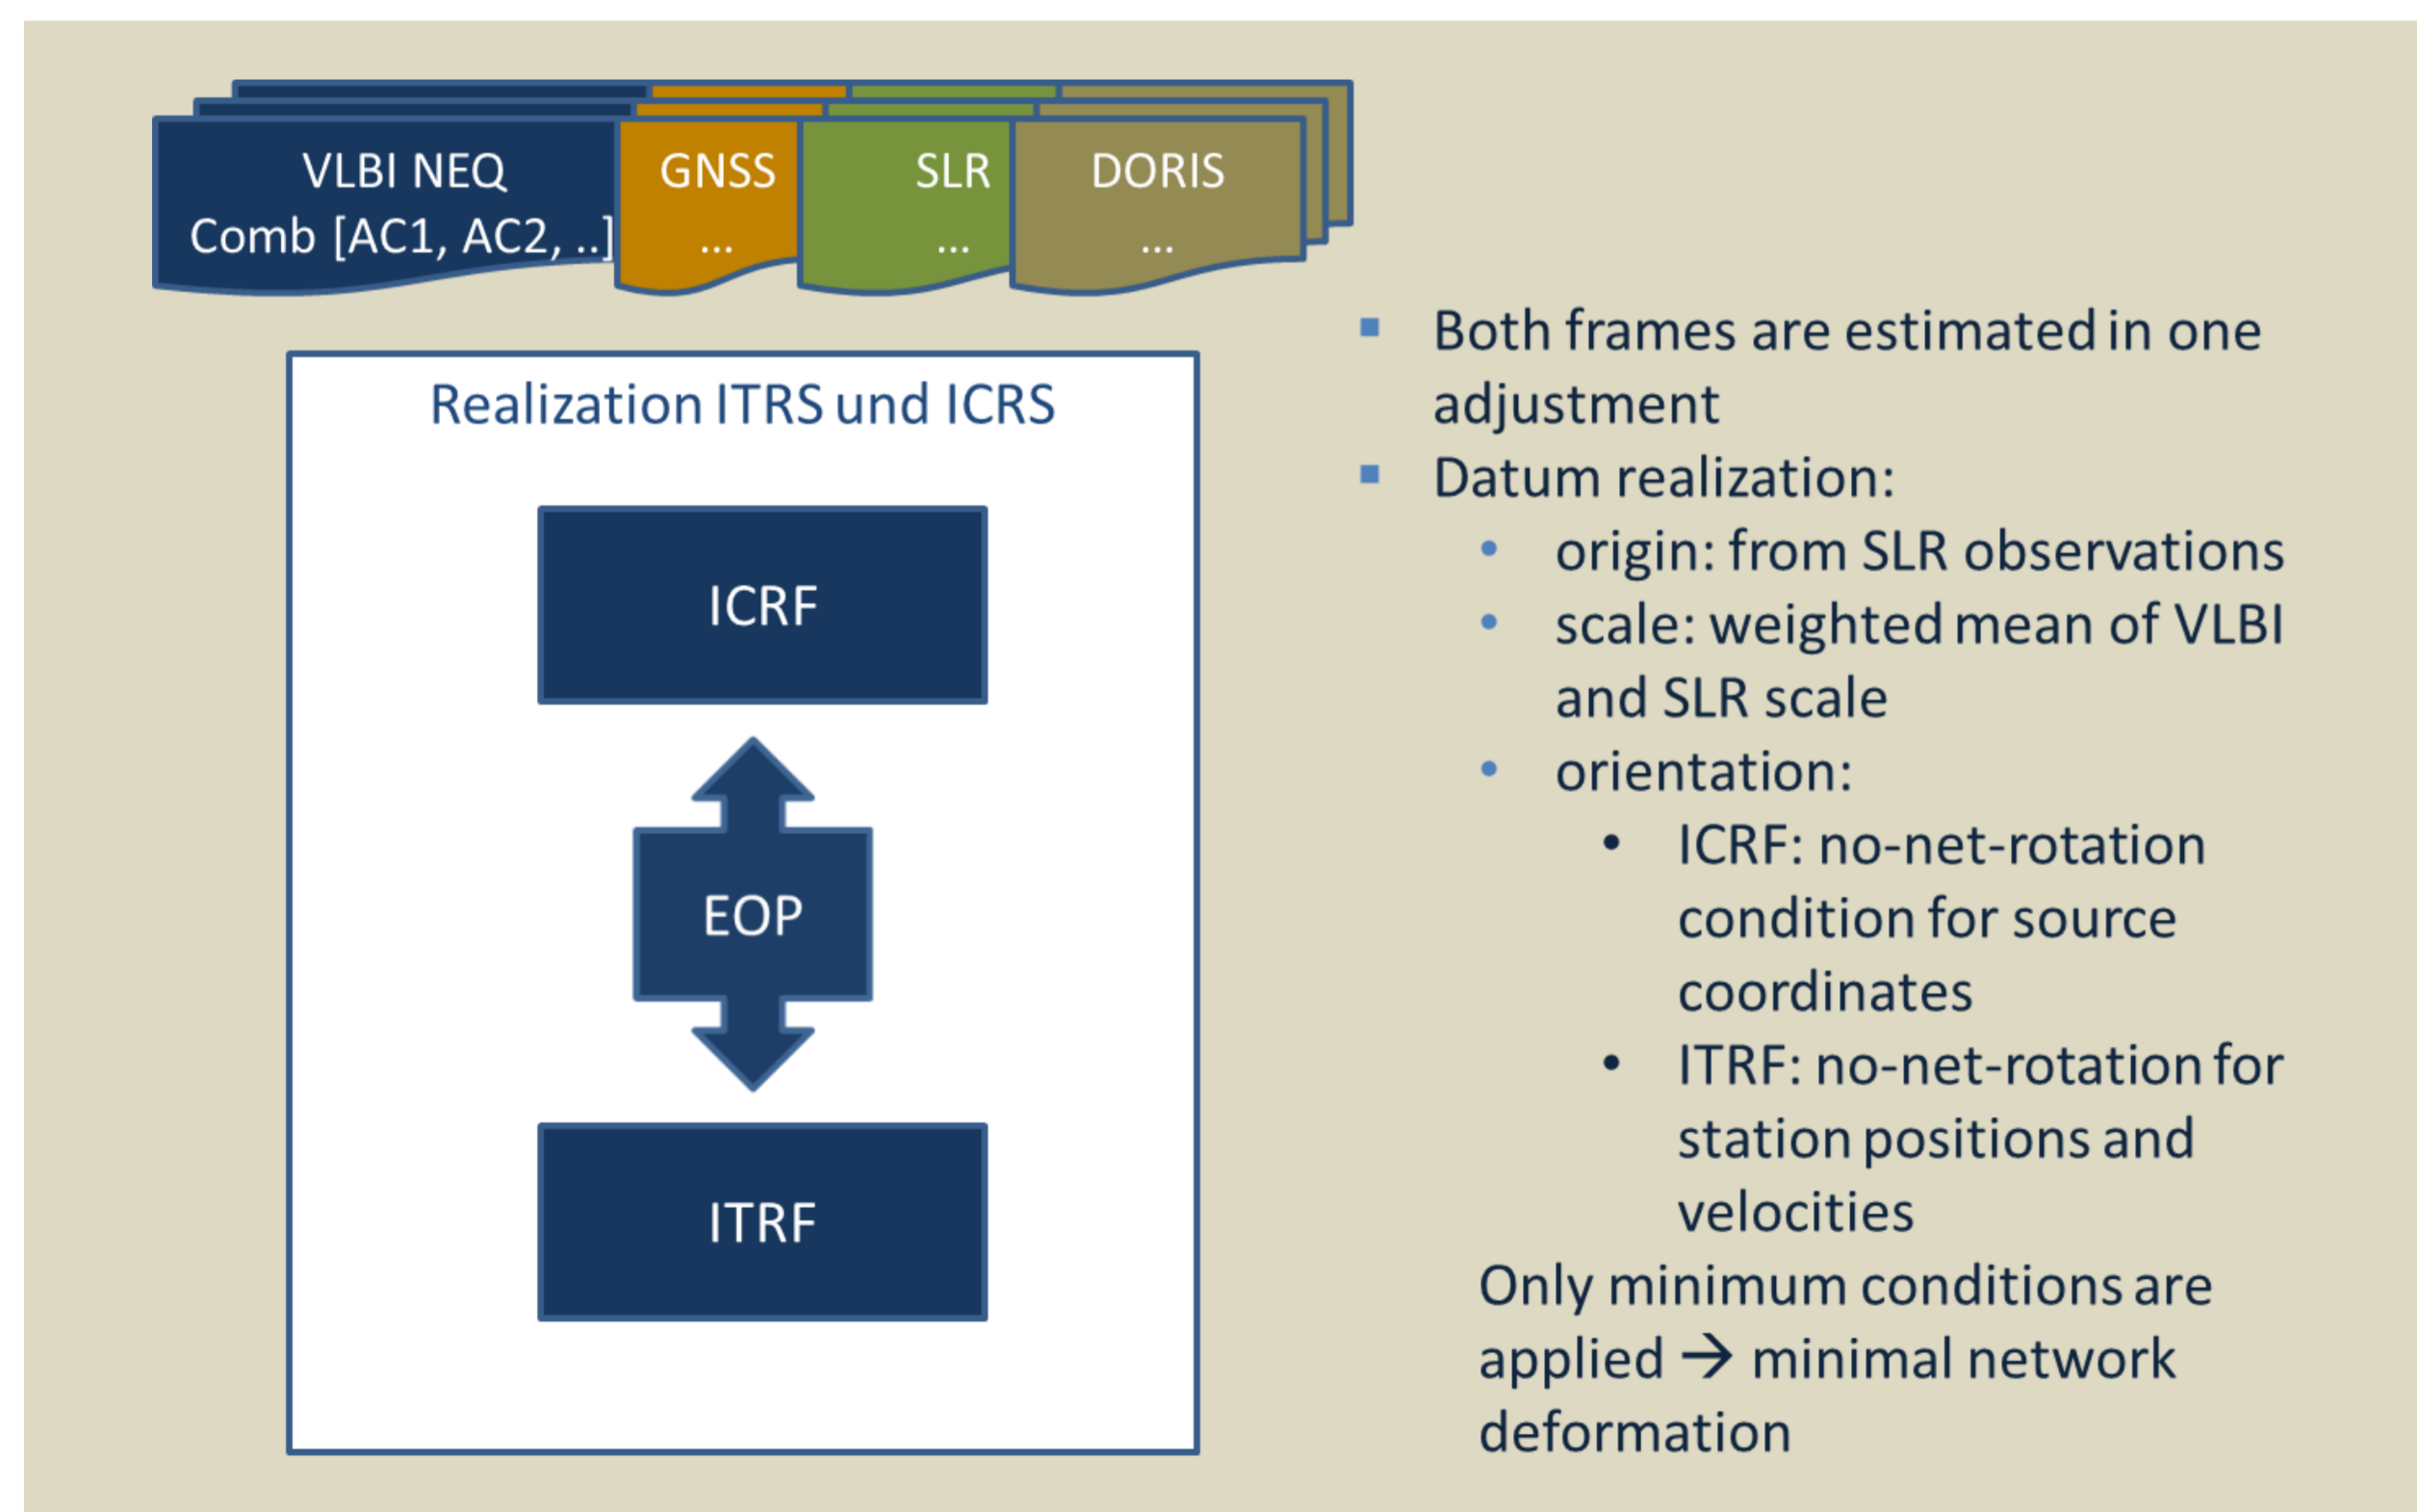 VLBI NEQ
Comb [AC1, AC2, ..]
GNSS
...
SLR
...
DORIS
...
Realization ITRS und ICRS
ICRF
EOP
ITRF
▪ Both frames are estimated in one
adjustment
▪ Datum realization:
• origin: from SLR observations
• scale: weighted mean of VLBI
and SLR scale
• orientation:
• ICRF: no-net-rotation
condition for source
coordinates
• ITRF: no-net-rotation for
station positions and
velocities
Only minimum conditions are
applied → minimal network
deformation